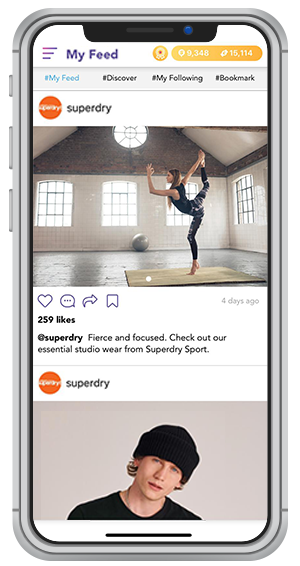 My Feed
9,348
15,114
#My Feed
#Discover
#My Following
#Bookmark
superdry
superdry
4 days ago
259 likes
@superdry Fierce and focused. Check out our
essential studio wear from Superdry Sport.
superdry
superdry